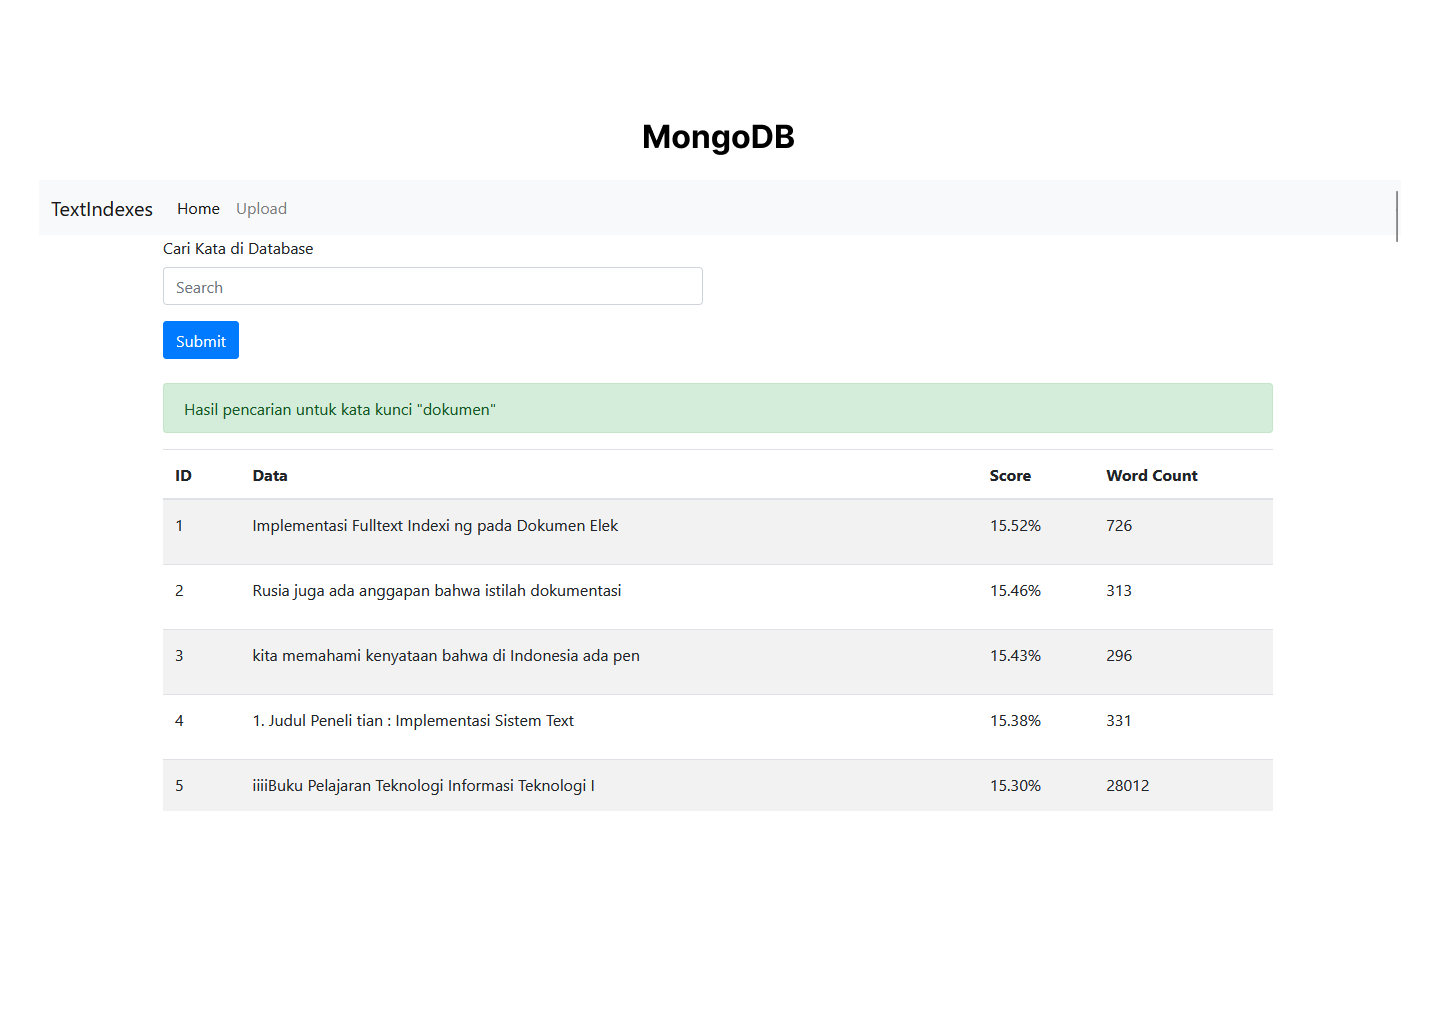 MongoDB
TextIndexes Home Upload
Cari Kata di Database
Search
Submit
Hasil pencarian untuk kata kunci "dokumen"
ID Data Score Word Count
1 Implementasi Fulltext Indexi ng pada Dokumen Elek 15.52% 726
2 Rusia juga ada anggapan bahwa istilah dokumentasi 15.46% 313
3 kita memahami kenyataan bahwa di Indonesia ada pen 15.43% 296
4 1. Judul Peneli tian : Implementasi Sistem Text 15.38% 331
5 iiiiBuku Pelajaran Teknologi Informasi Teknologi I 15.30% 28012